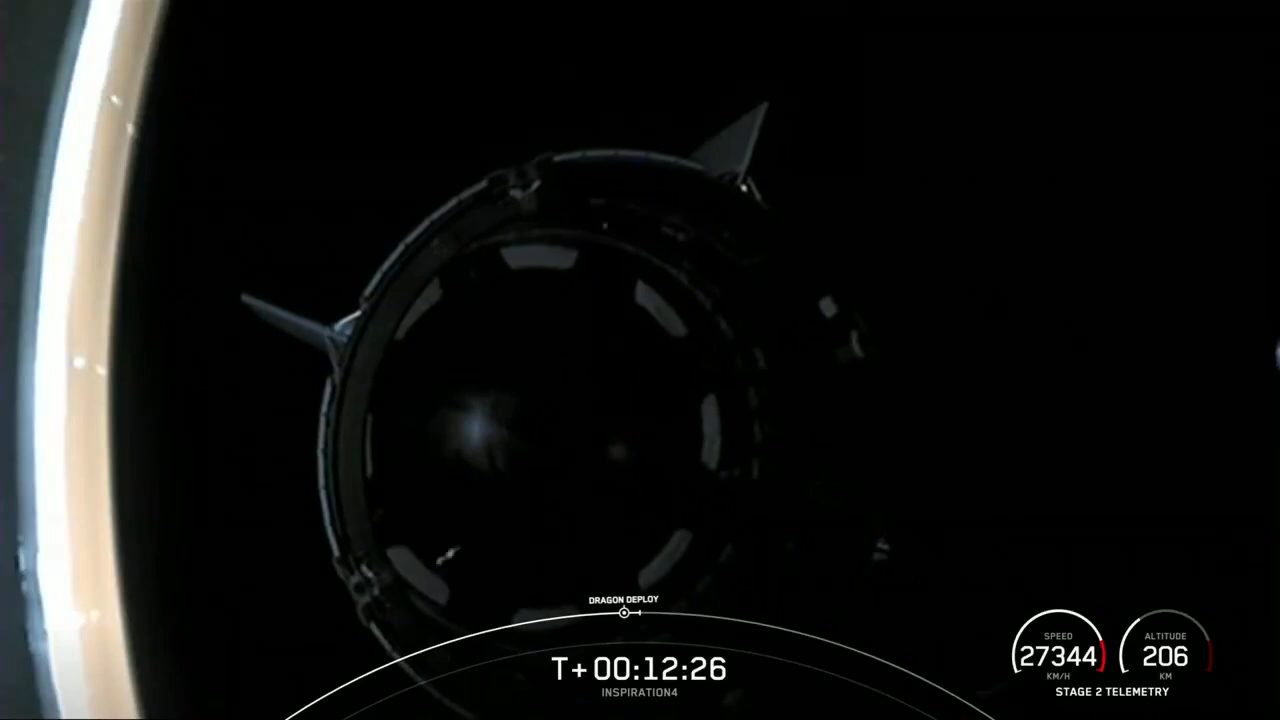 DRAGON DEPLOY
T+00:12:26
INSPIRATION4
SPEED
27344
KM/H
ALTITUDE
206
KM
STAGE 2 TELEMETRY